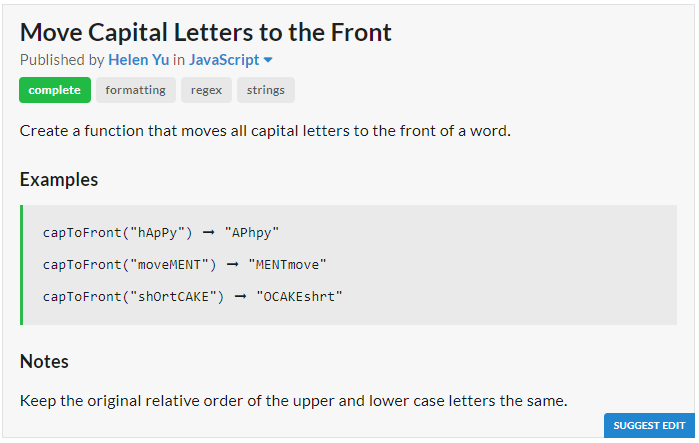 Move Capital Letters to the Front
Published by Helen Yu in JavaScript
complete formatting regex strings
Create a function that moves all capital letters to the front of a word.
Examples
capToFront("hApPy") ➞ "APhpy"
capToFront("moveMENT") ➞ "MENTmove"
capToFront("shOrtCAKE") ➞ "OCAKEshrt"
Notes
Keep the original relative order of the upper and lower case letters the same.
SUGGEST EDIT